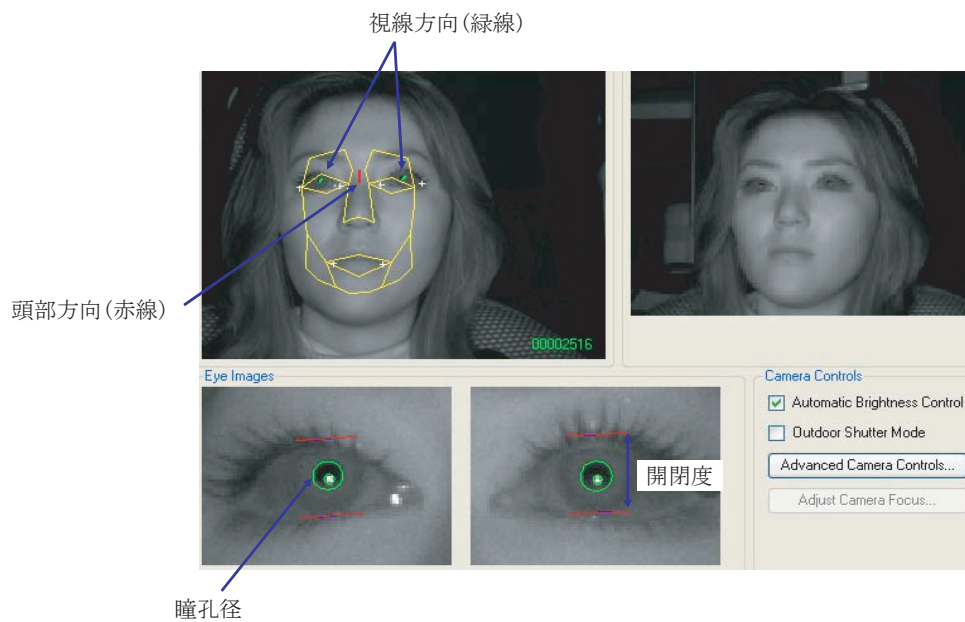 視線方向(緑線)
頭部方向(赤線)
00002516
Eye Images
Camera Controls
Automatic Brightness Control
Outdoor Shutter Mode
Advanced Camera Controls...
Adjust Camera Focus...
開閉度
瞳孔径